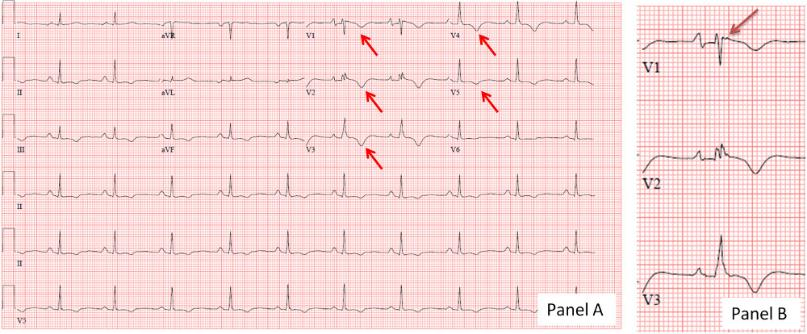 I aVR V1 V4
II aVL V2 V5
III aVF V3 V6
II
II
V5
Panel A
V1
V2
V3
Panel B